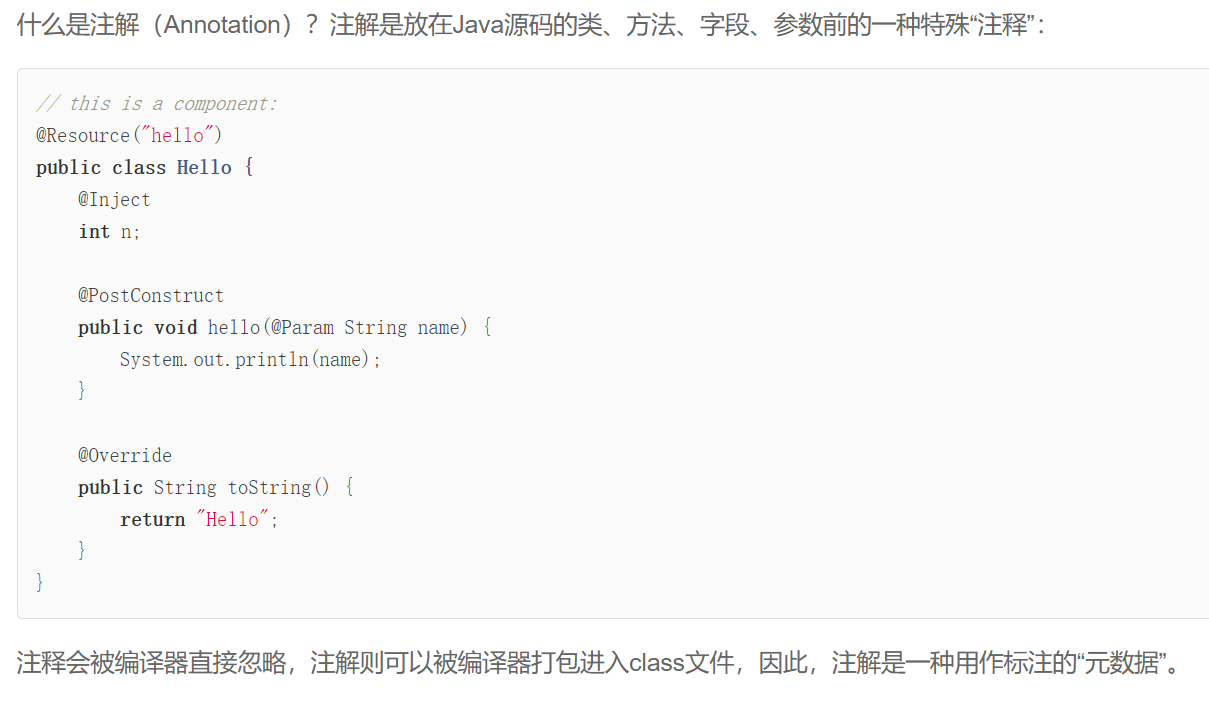 什么是注解（Annotation）？注解是放在Java源码的类、方法、字段、参数前的一种特殊“注释”：
// this is a component:
@Resource("hello")
public class Hello {
    @Inject
    int n;

    @PostConstruct
    public void hello(@Param String name) {
        System.out.println(name);
    }

    @Override
    public String toString() {
        return "Hello";
    }
}
注释会被编译器直接忽略，注解则可以被编译器打包进入class文件，因此，注解是一种用作标注的“元数据”。